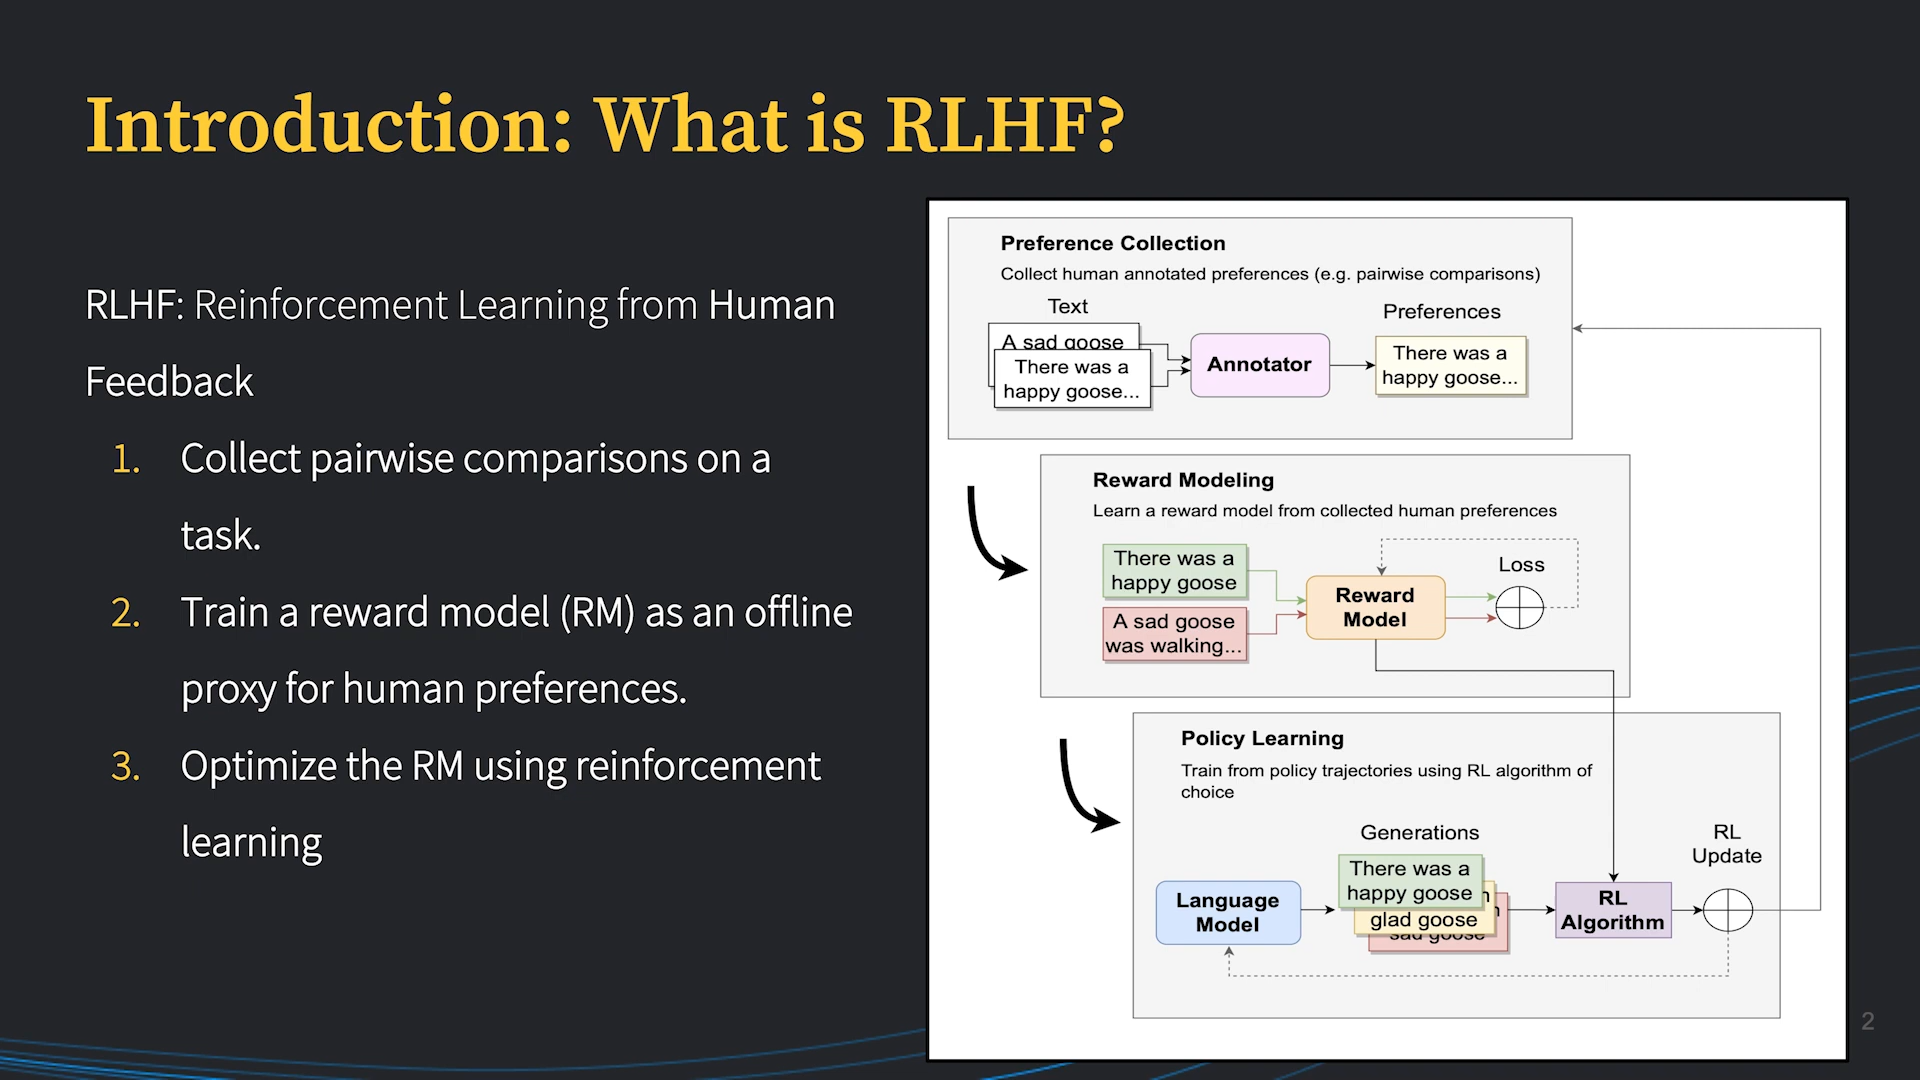 Introduction: What is RLHF?
RLHF: Reinforcement Learning from Human
Feedback
1. Collect pairwise comparisons on a
task.
2. Train a reward model (RM) as an offline
proxy for human preferences.
3. Optimize the RM using reinforcement
learning
Preference Collection
Collect human annotated preferences (e.g. pairwise comparisons)
Text
A sad goose
There was a
happy goose...
Annotator
Preferences
There was a
happy goose...
Reward Modeling
Learn a reward model from collected human preferences
There was a
happy goose
A sad goose
was walking...
Reward
Model
Loss
Policy Learning
Train from policy trajectories using RL algorithm of
choice
Language
Model
Generations
There was a
happy goose
glad goose
sad goose
RL
Algorithm
RL
Update
2